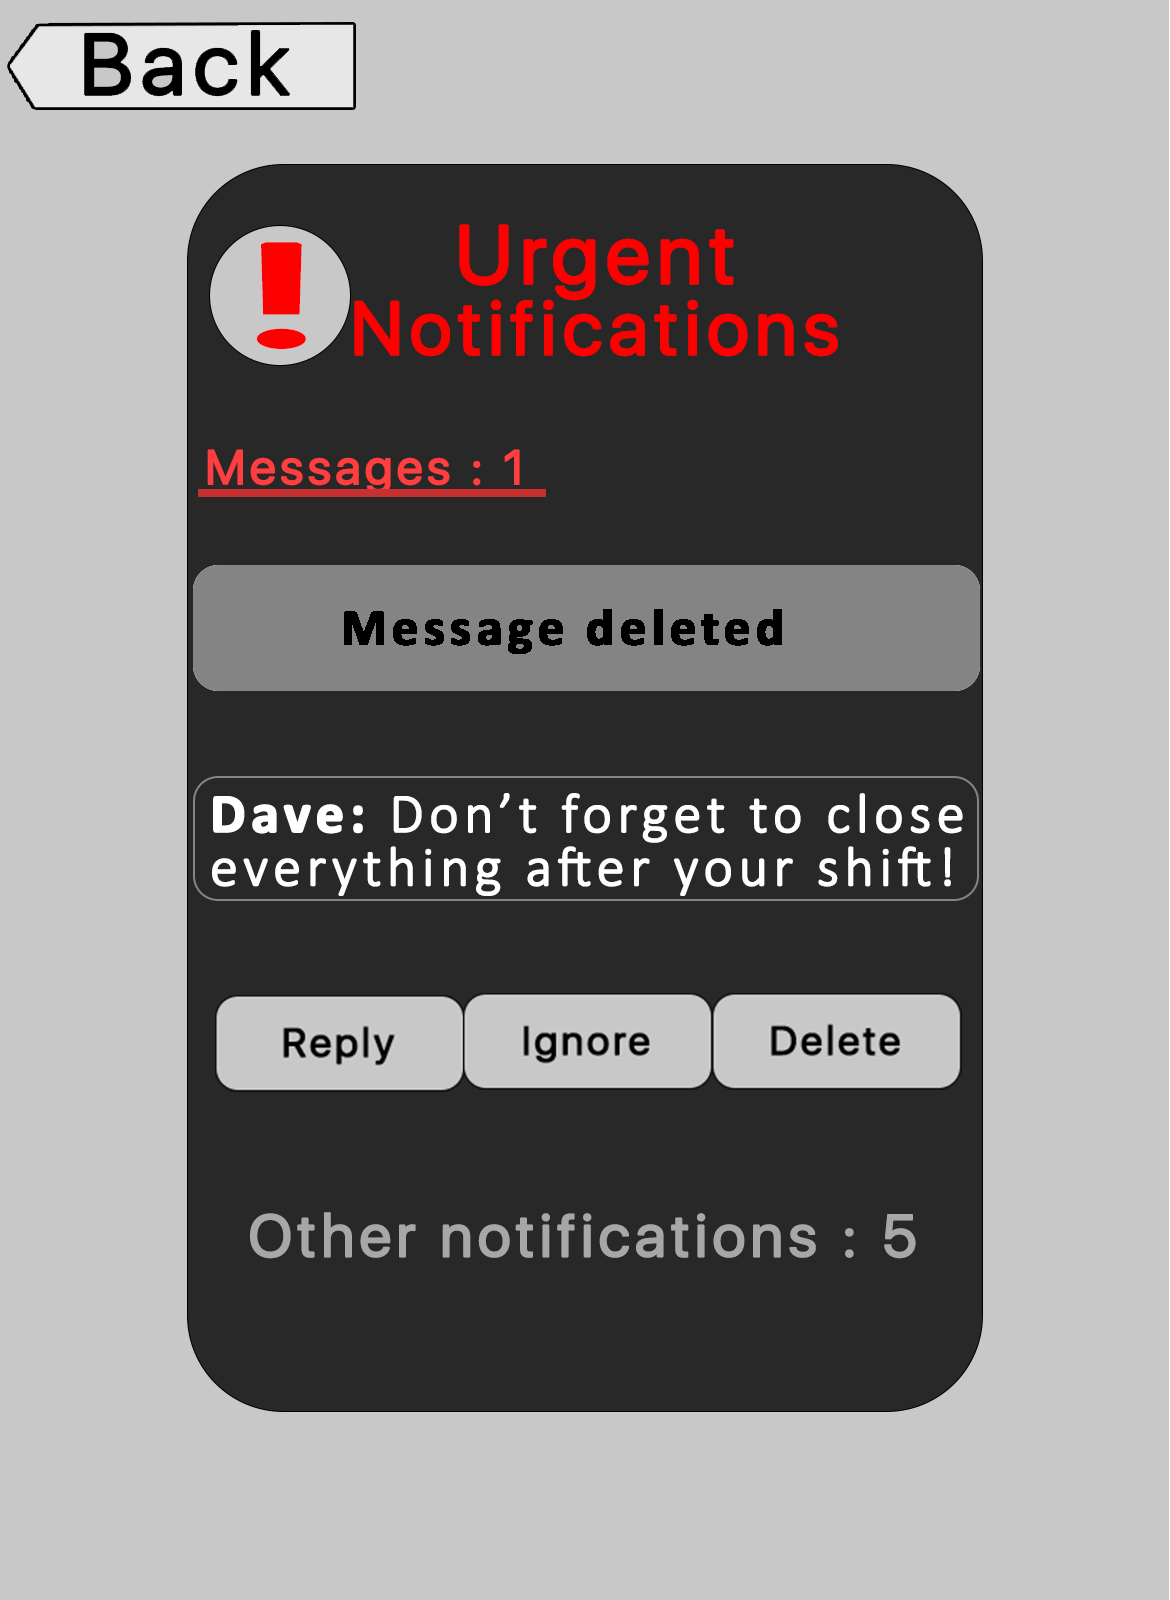 Back
Urgent
Notifications
Messages : 1
Message deleted
Dave: Don’t forget to close
everything after your shift!
Reply Ignore Delete
Other notifications : 5